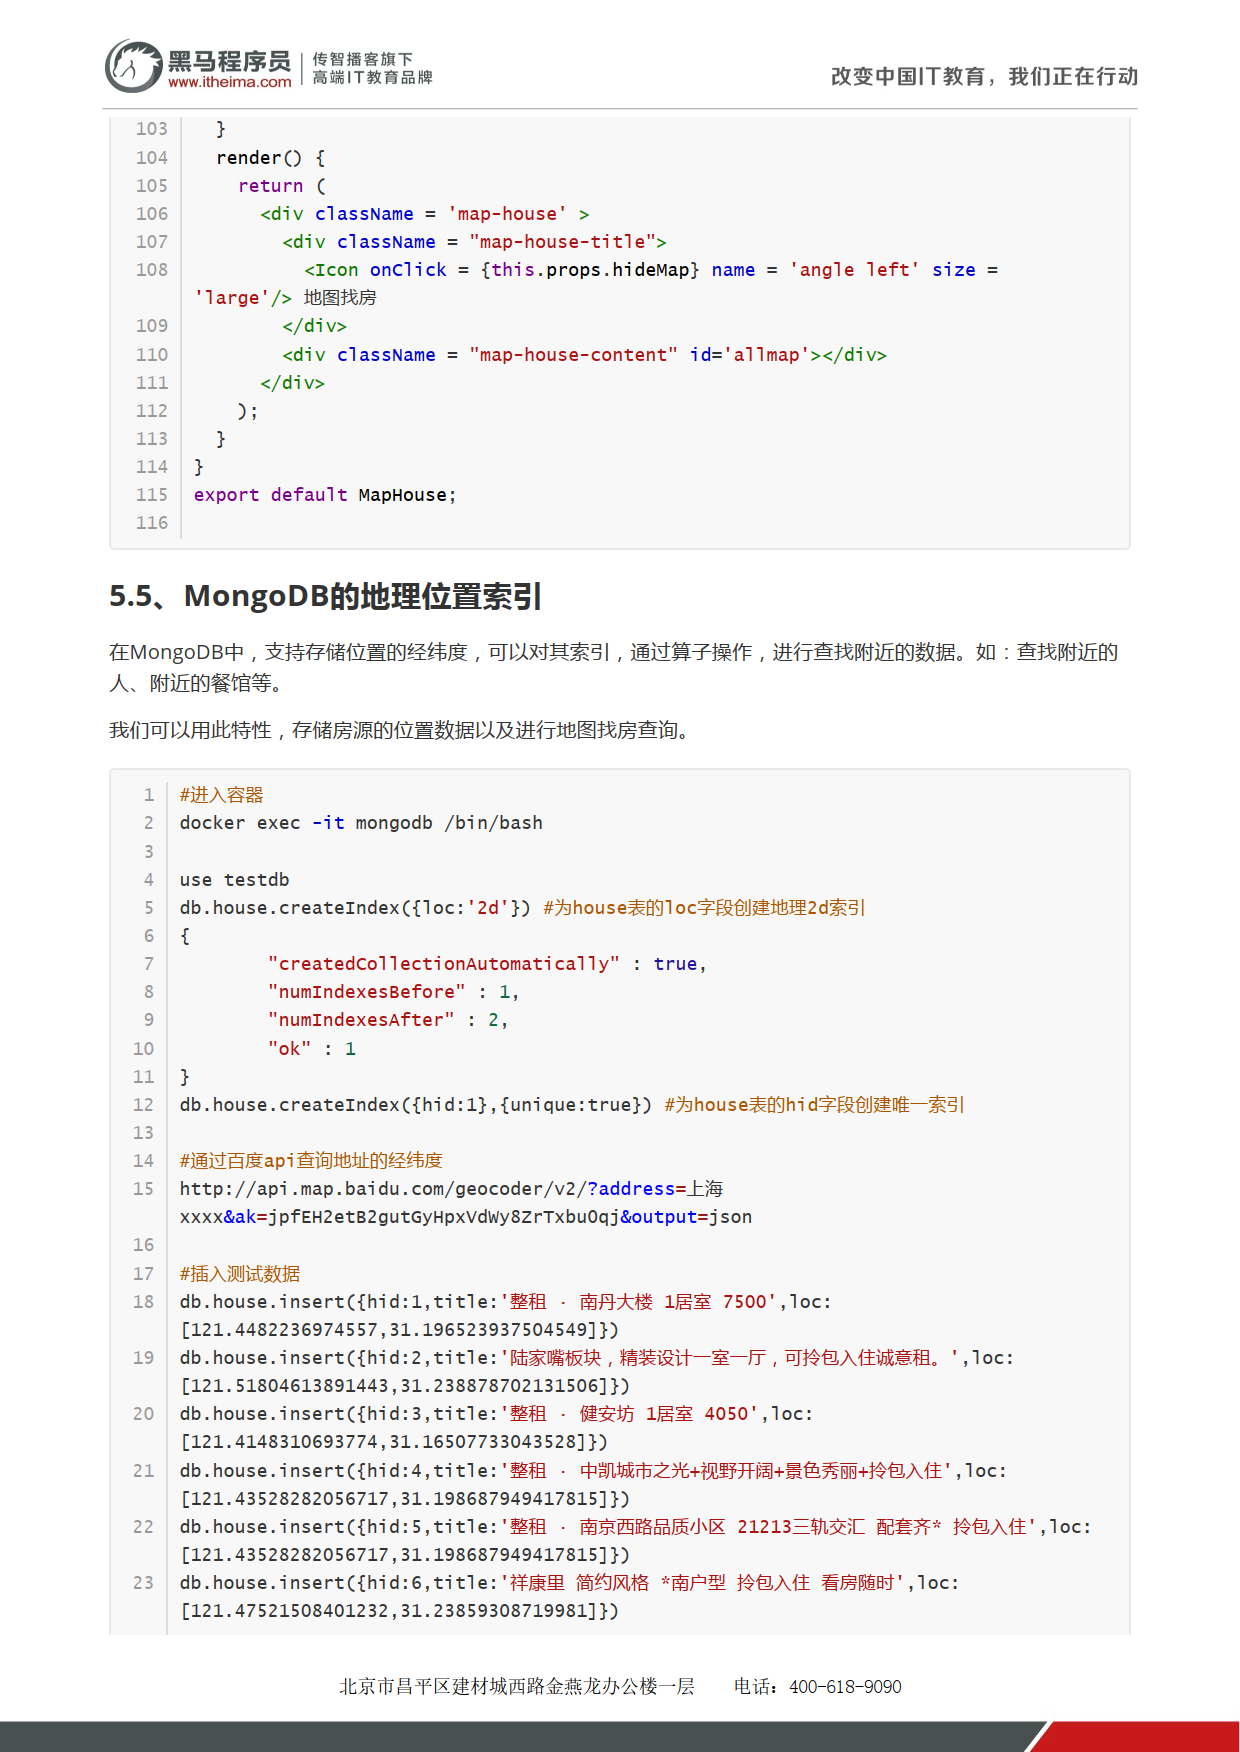 黑马程序员
www.itheima.com
传智播客旗下
高端IT教育品牌
改变中国IT教育，我们正在行动
103   }
104   render() {
105     return (
106       <div className = 'map-house' >
107         <div className = "map-house-title">
108           <Icon onClick = {this.props.hideMap} name = 'angle left' size =
'large'/> 地图找房
109         </div>
110         <div className = "map-house-content" id='allmap'></div>
111       </div>
112     );
113   }
114 }
115 export default MapHouse;
116
5.5、MongoDB的地理位置索引
在MongoDB中，支持存储位置的经纬度，可以对其索引，通过算子操作，进行查找附近的数据。如：查找附近的
人、附近的餐馆等。
我们可以用此特性，存储房源的位置数据以及进行地图找房查询。
1 #进入容器
2 docker exec -it mongodb /bin/bash
3
4 use testdb
5 db.house.createIndex({loc:'2d'}) #为house表的loc字段创建地理2d索引
6 {
7         "createdCollectionAutomatically" : true,
8         "numIndexesBefore" : 1,
9         "numIndexesAfter" : 2,
10         "ok" : 1
11 }
12 db.house.createIndex({hid:1},{unique:true}) #为house表的hid字段创建唯一索引
13
14 #通过百度api查询地址的经纬度
15 http://api.map.baidu.com/geocoder/v2/?address=上海
xxxx&ak=jpfEH2etB2gutGyHpxVdWy8ZrTxbu0qj&output=json
16
17 #插入测试数据
18 db.house.insert({hid:1,title:'整租 · 南丹大楼 1居室 7500',loc:
[121.4482236974557,31.196523937504549]})
19 db.house.insert({hid:2,title:'陆家嘴板块，精装设计一室一厅，可拎包入住诚意租。',loc:
[121.51804613891443,31.238878702131506]})
20 db.house.insert({hid:3,title:'整租 · 健安坊 1居室 4050',loc:
[121.4148310693774,31.16507733043528]})
21 db.house.insert({hid:4,title:'整租 · 中凯城市之光+视野开阔+景色秀丽+拎包入住',loc:
[121.43528282056717,31.198687949417815]})
22 db.house.insert({hid:5,title:'整租 · 南京西路品质小区 21213三轨交汇 配套齐* 拎包入住',loc:
[121.43528282056717,31.198687949417815]})
23 db.house.insert({hid:6,title:'祥康里 简约风格 *南户型 拎包入住 看房随时',loc:
[121.47521508401232,31.23859308719981]})
北京市昌平区建材城西路金燕龙办公楼一层 电话：400-618-9090